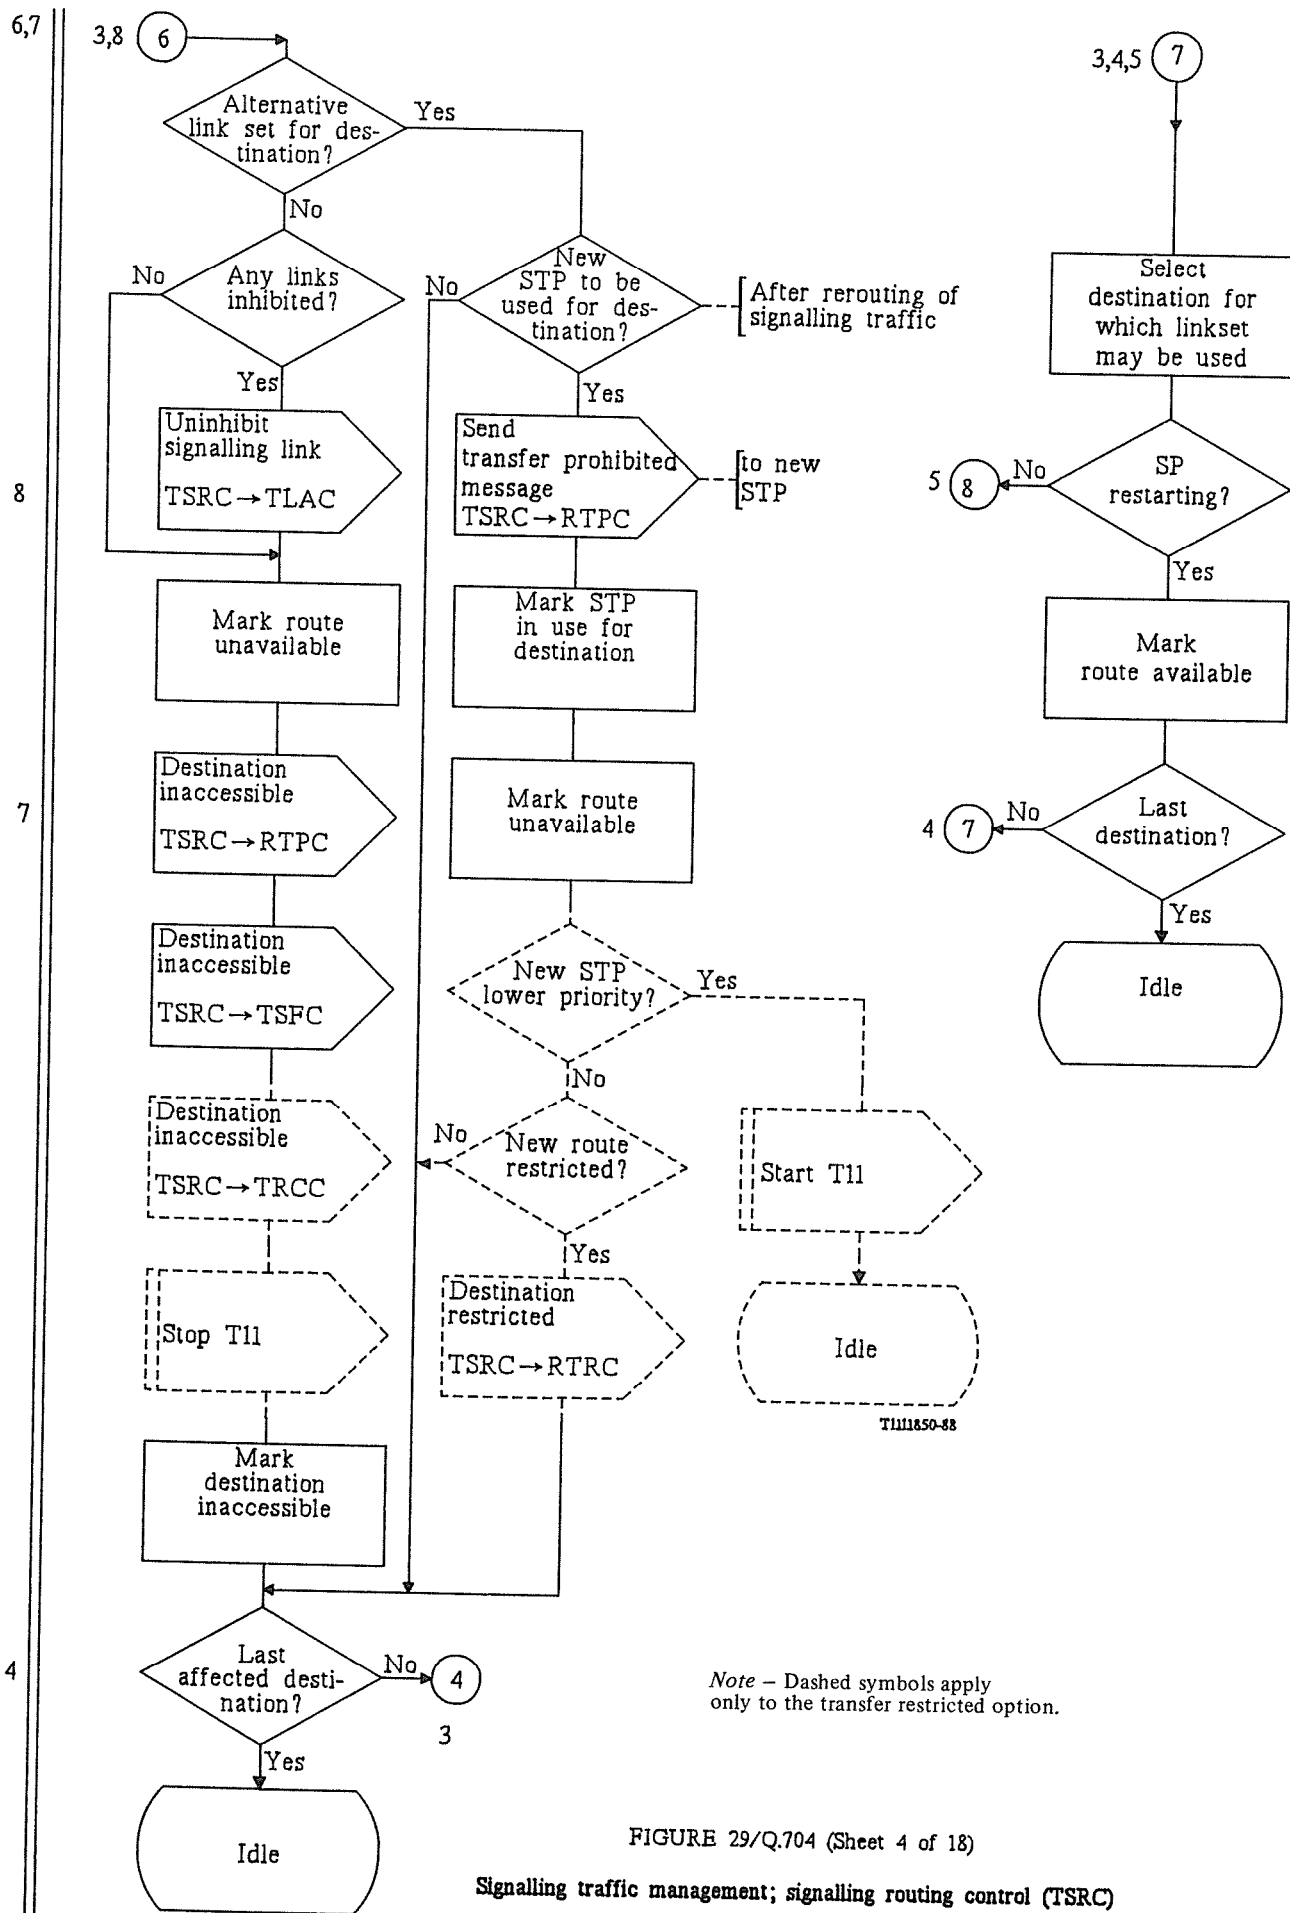 6,7
3,8
6
Alternative
link set for des-
tination?
Yes
No
Any links
inhibited?
No
Yes
Uninhibit
signalling link
TSRC→TLAC
8
Mark route
unavailable
Destination
inaccessible
TSRC→RTPC
7
Destination
inaccessible
TSRC→TSFC
Destination
inaccessible
TSRC→TRCC
Stop T11
Mark
destination
inaccessible
4
Last
affected desti-
nation?
No
4
3
Yes
Idle
New
STP to be
used for des-
tination?
No
After rerouting of
signalling traffic
Yes
Send
transfer prohibited
message
TSRC→RTPC
to new
STP
Mark STP
in use for
destination
Mark route
unavailable
New STP
lower priority?
Yes
No
New route
restricted?
No
Yes
Destination
restricted
TSRC→RTRC
Start T11
Idle
T1111850-88
3,4,5
7
Select
destination for
which linkset
may be used
SP
restarting?
No
8
5
Yes
Mark
route available
Last
destination?
No
7
4
Yes
Idle
Note – Dashed symbols apply
only to the transfer restricted option.
FIGURE 29/Q.704 (Sheet 4 of 18)
Signalling traffic management; signalling routing control (TSRC)